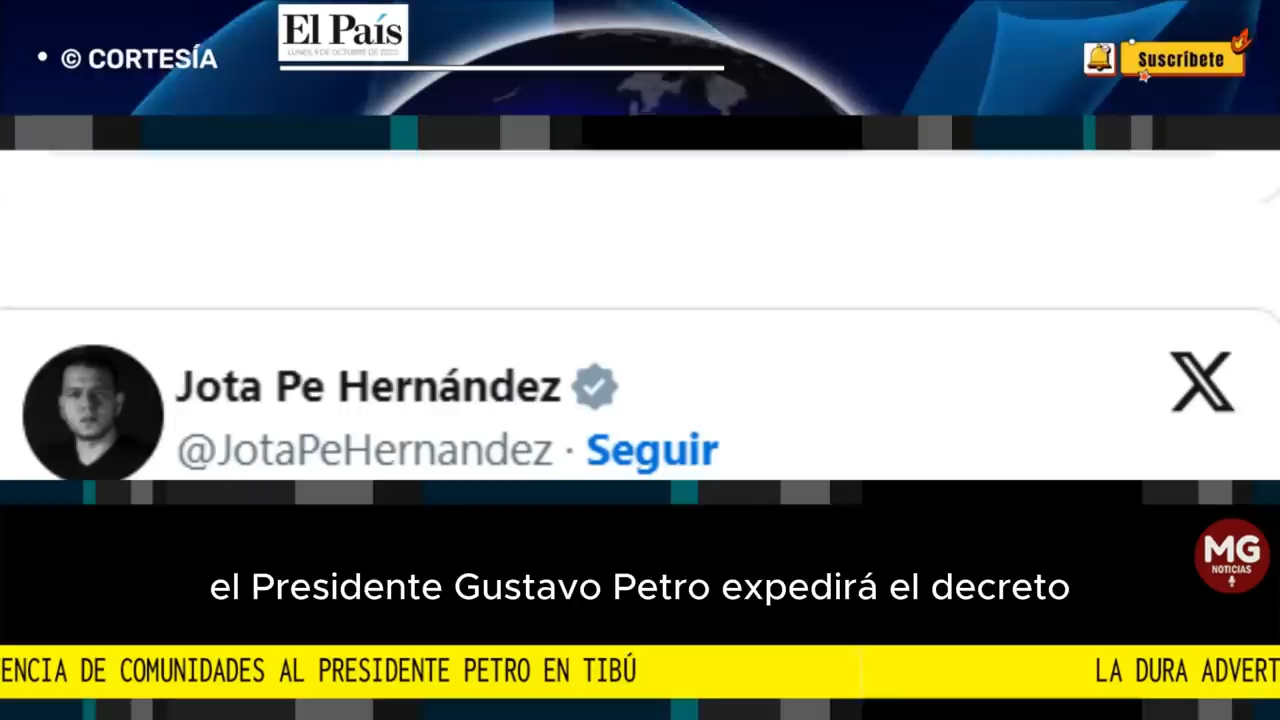 • © CORTESÍA
El País
Suscríbete
Jota Pe Hernández
@JotaPeHernandez · Seguir
MG
NOTICIAS
el Presidente Gustavo Petro expedirá el decreto
ENCIA DE COMUNIDADES AL PRESIDENTE PETRO EN TIBÚ
LA DURA ADVERT